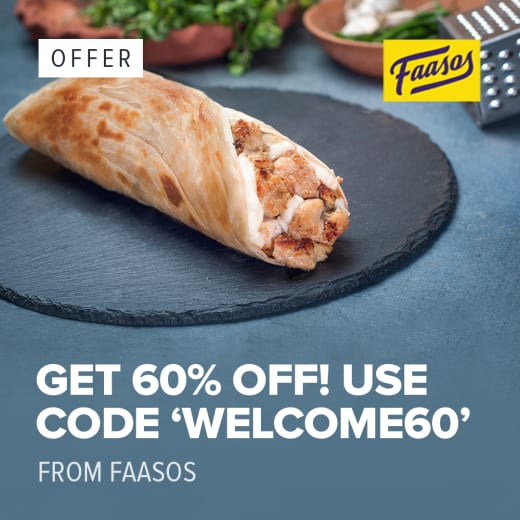 OFFER
Faasos
GET 60% OFF! USE
CODE ‘WELCOME60’
FROM FAASOS